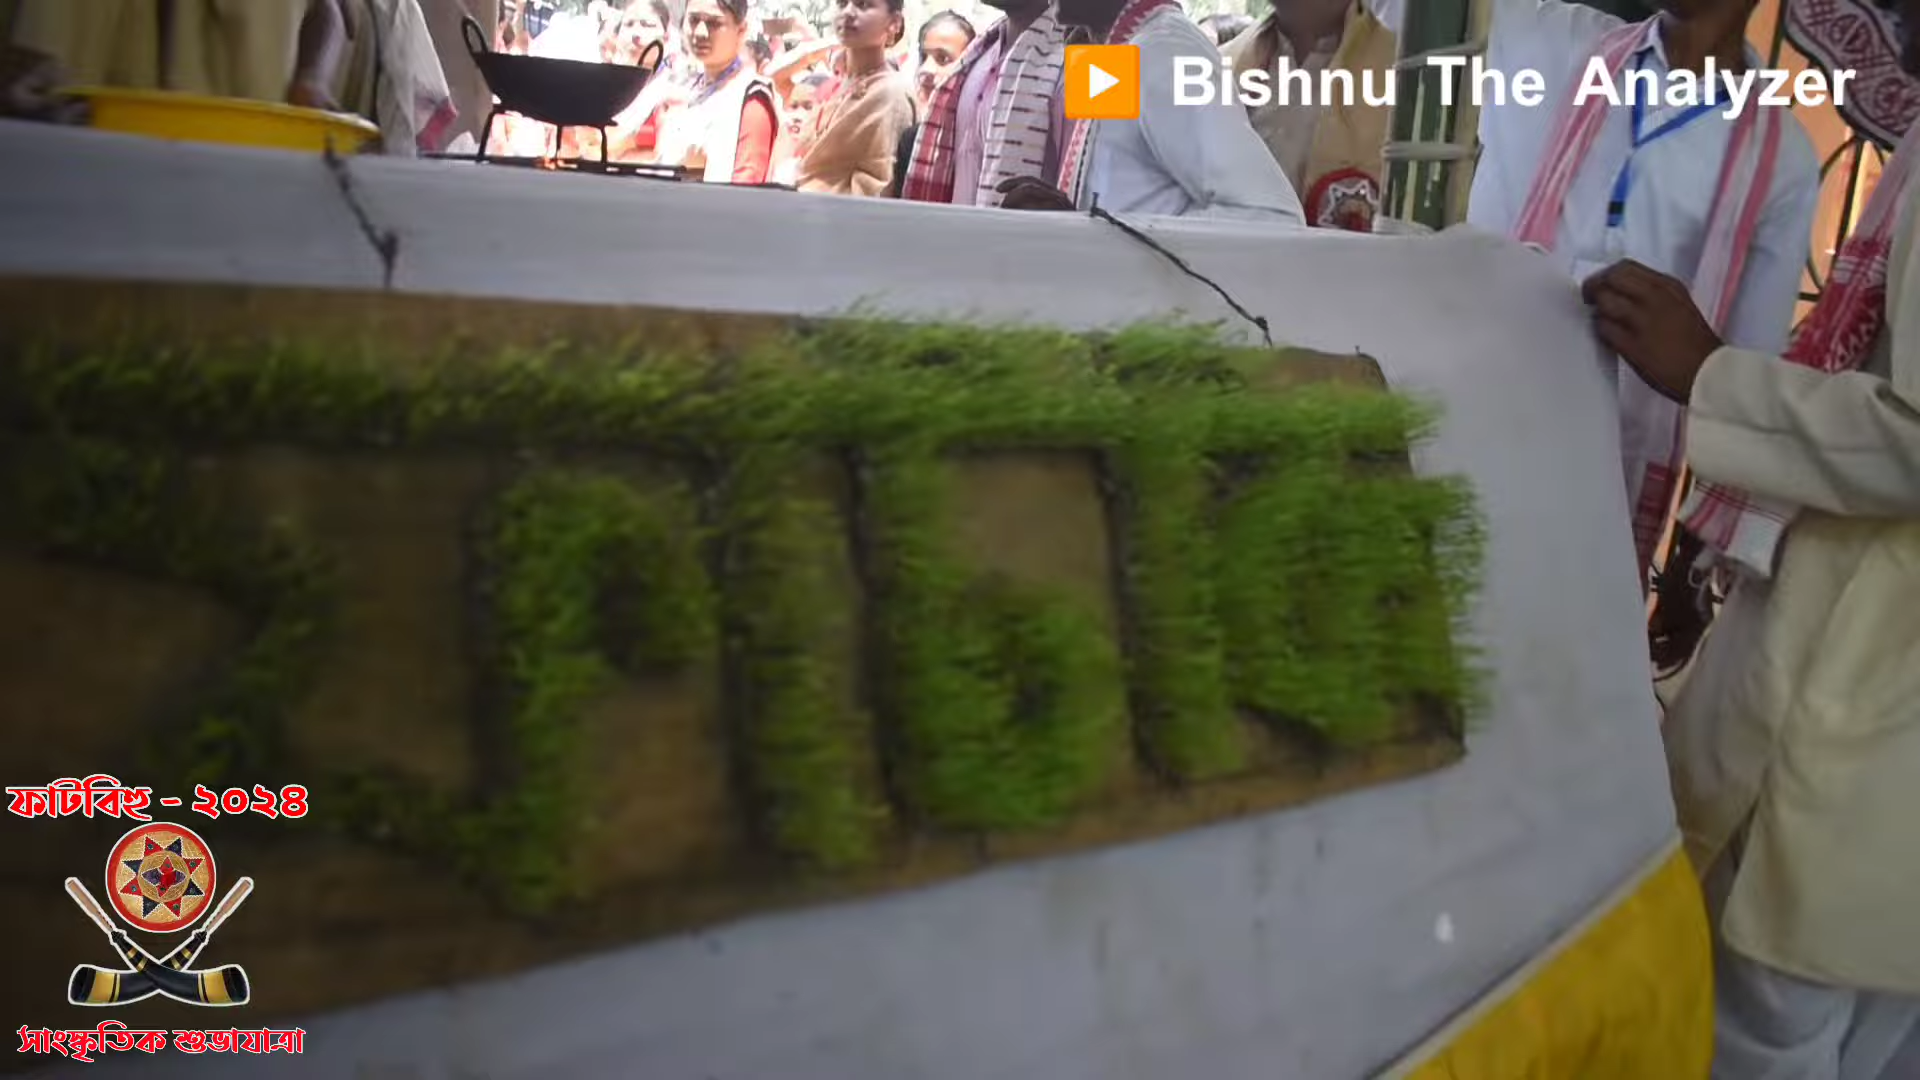 Bishnu The Analyzer
ফাটবিহু - ২০২৪
সাংস্কৃতিক শুভাযাত্ৰা